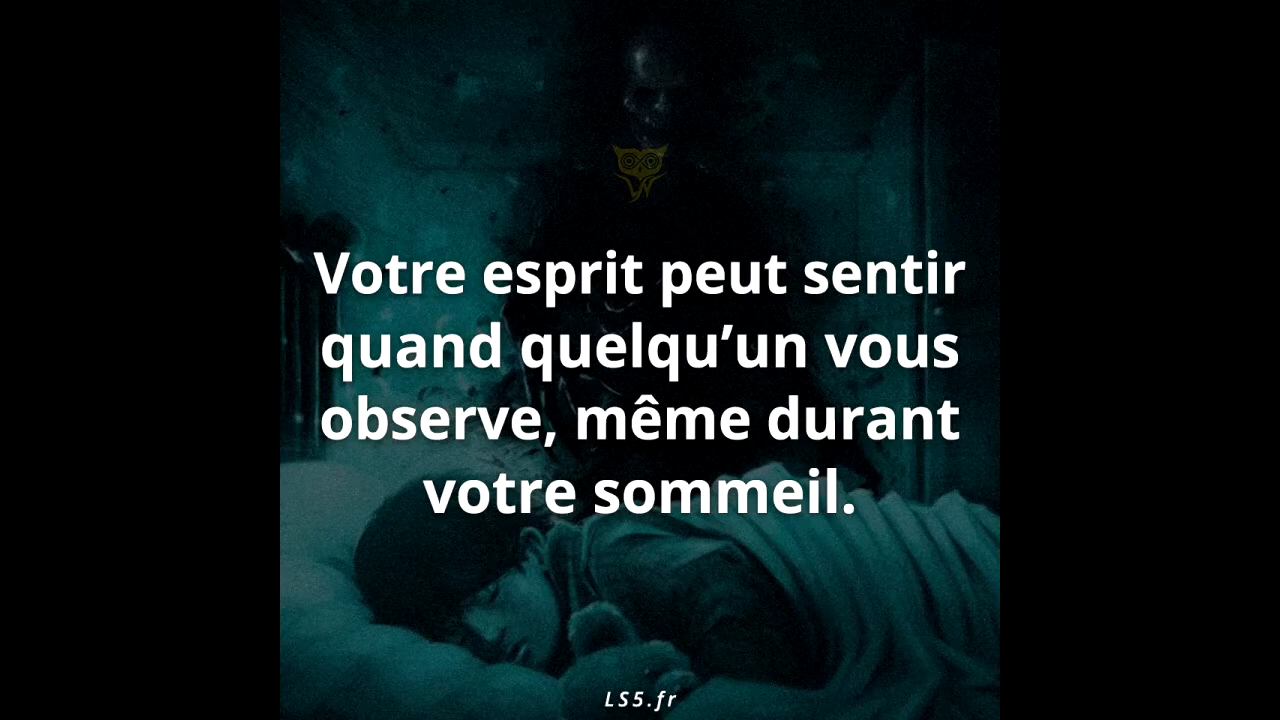 Votre esprit peut sentir
quand quelqu’un vous
observe, même durant
votre sommeil.
LS5.fr